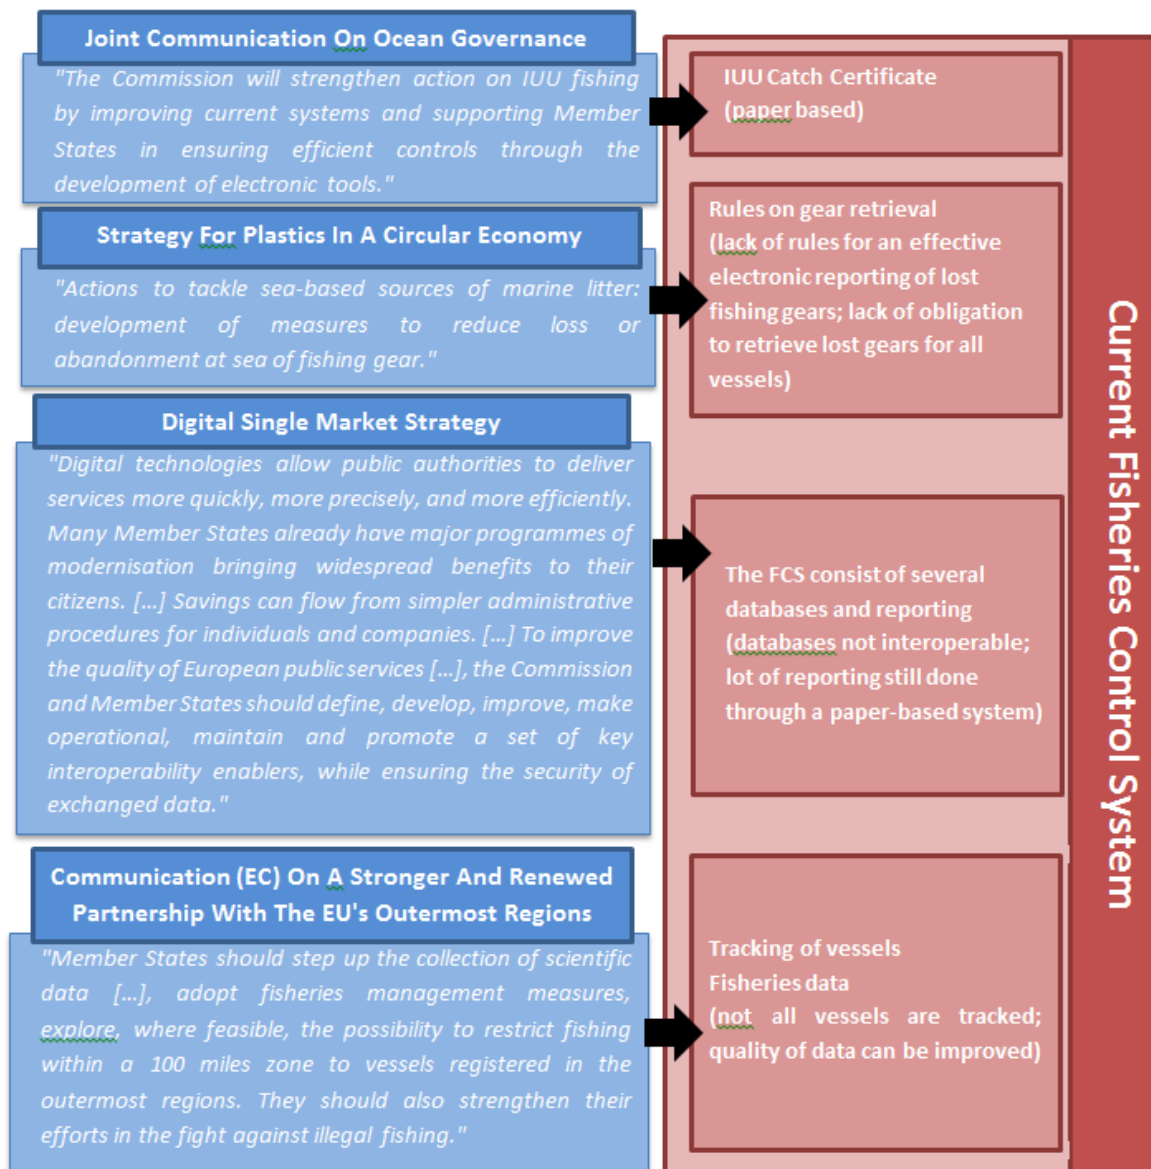 Joint Communication On Ocean Governance
"The Commission will strengthen action on IUU fishing
by improving current systems and supporting Member
States in ensuring efficient controls through the
development of electronic tools."
IUU Catch Certificate
(paper based)
Strategy For Plastics In A Circular Economy
"Actions to tackle sea-based sources of marine litter:
development of measures to reduce loss or
abandonment at sea of fishing gear."
Rules on gear retrieval
(lack of rules for an effective
electronic reporting of lost
fishing gears; lack of obligation
to retrieve lost gears for all
vessels)
Digital Single Market Strategy
"Digital technologies allow public authorities to deliver
services more quickly, more precisely, and more efficiently.
Many Member States already have major programmes of
modernisation bringing widespread benefits to their
citizens. […] Savings can flow from simpler administrative
procedures for individuals and companies. […] To improve
the quality of European public services […], the Commission
and Member States should define, develop, improve, make
operational, maintain and promote a set of key
interoperability enablers, while ensuring the security of
exchanged data."
The FCS consist of several
databases and reporting
(databases not interoperable;
lot of reporting still done
through a paper-based system)
Communication (EC) On A Stronger And Renewed
Partnership With The EU's Outermost Regions
"Member States should step up the collection of scientific
data […], adopt fisheries management measures,
explore, where feasible, the possibility to restrict fishing
within a 100 miles zone to vessels registered in the
outermost regions. They should also strengthen their
efforts in the fight against illegal fishing."
Tracking of vessels
Fisheries data
(not all vessels are tracked;
quality of data can be improved)
Current Fisheries Control System